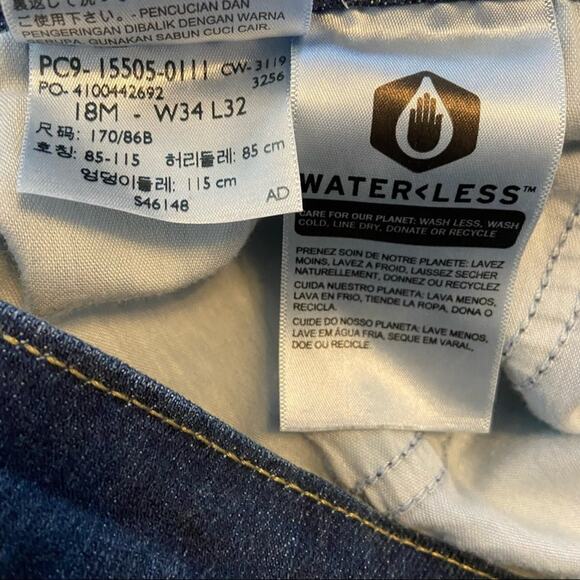 ご使用下さい。 - PENCUCIAN DAN
PENGERINGAN DIBALIK DENGAN WARNA
GUNAKAN SABUN CUCI CAIR.
PC9- 15505-0111 CW- 3119
PO- 4100442692 3256
18M - W34 L32
尺码: 170/86B
호칭: 85-115 허리둘레: 85 cm
엉덩이둘레: 115 cm
S46148 AD
WATER<LESS™
CARE FOR OUR PLANET: WASH LESS, WASH
COLD, LINE DRY, DONATE OR RECYCLE
PRENEZ SOIN DE NOTRE PLANETE: LAVEZ
MOINS, LAVEZ A FROID, LAISSEZ SECHER
NATURELLEMENT, DONNEZ OU RECYCLEZ
CUIDA NUESTRO PLANETA: LAVA MENOS,
LAVA EN FRIO, TIENDE LA ROPA, DONA O
RECICLA.
CUIDE DO NOSSO PLANETA: LAVE MENOS,
LAVE EM ÁGUA FRIA, SEQUE EM VARAL,
DOE OU RECICLE.